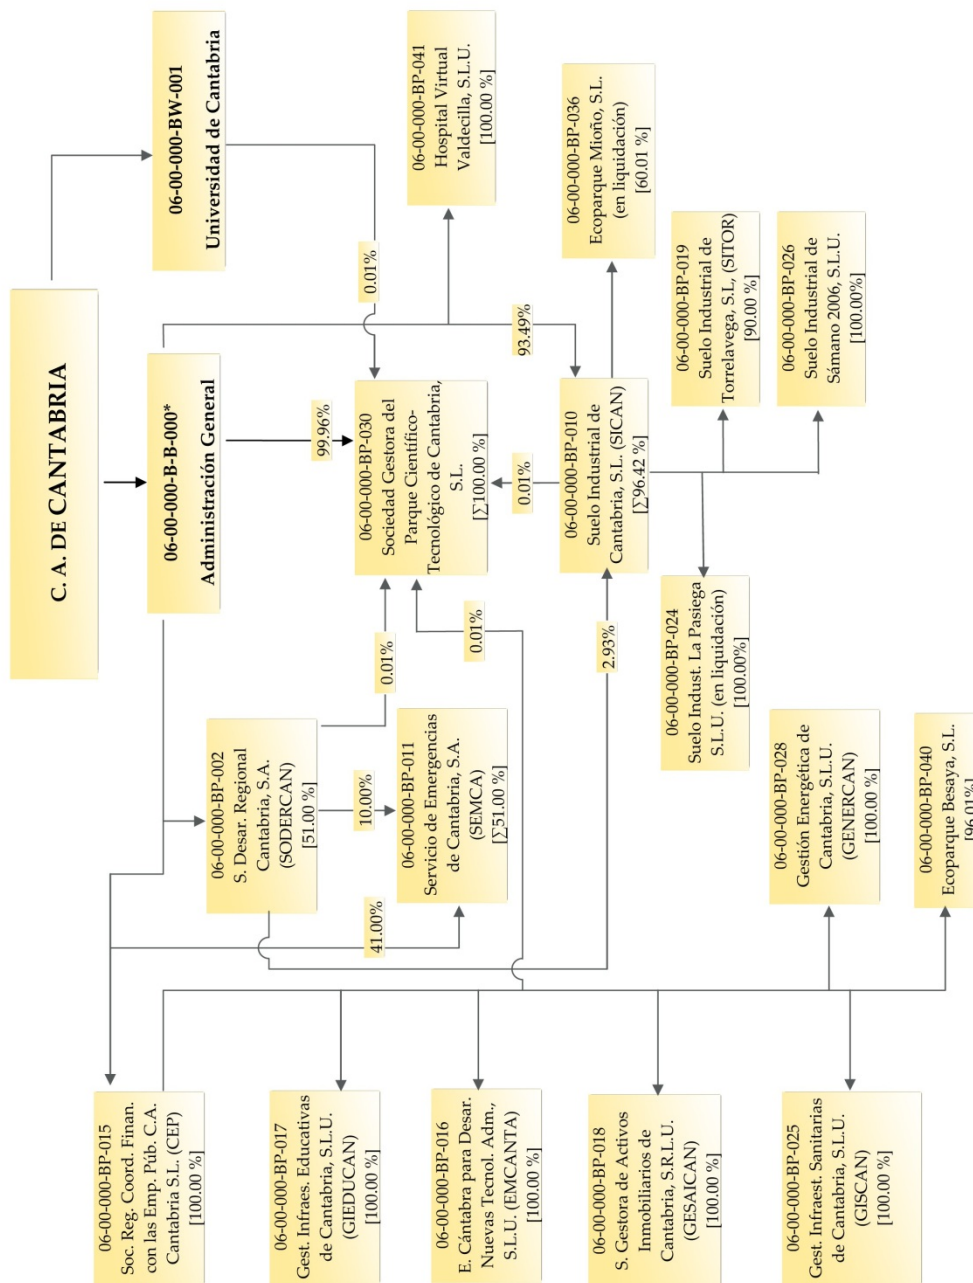 C. A. DE CANTABRIA
06-00-000-B-B-000*
Administración General
06-00-000-BW-001
Universidad de Cantabria
06-00-000-BP-015
Soc. Reg. Coord. Finan.
con las Emp. Púb. C.A.
Cantabria S.L. (CEP)
[100.00 %]
06-00-000-BP-002
S. Desar. Regional
Cantabria, S.A.
(SODERCAN)
[51.00 %]
99.96%
0.01%
06-00-000-BP-041
Hospital Virtual
Valdecilla, S.L.U.
[100.00 %]
06-00-000-BP-017
Gest. Infraes. Educativas
de Cantabria, S.L.U.
(GIEDUCAN)
[100.00 %]
41.00%
10.00%
0.01%
06-00-000-BP-030
Sociedad Gestora del
Parque Científico-
Tecnológico de Cantabria,
S.L.
[∑100.00 %]
06-00-000-BP-011
Servicio de Emergencias
de Cantabria, S.A.
(SEMCA)
[∑51.00 %]
0.01%
0.01%
93.49%
06-00-000-BP-016
E. Cántabra para Desar.
Nuevas Tecnol. Adm.,
S.L.U. (EMCANTA)
[100.00 %]
06-00-000-BP-010
Suelo Industrial de
Cantabria, S.L. (SICAN)
[∑96.42 %]
06-00-000-BP-036
Ecoparque Mioño, S.L.
(en liquidación)
[60.01 %]
2.93%
06-00-000-BP-018
S. Gestora de Activos
Inmobiliarios de
Cantabria, S.R.L.U.
(GESAICAN)
[100.00 %]
06-00-000-BP-024
Suelo Indust. La Pasiega
S.L.U. (en liquidación)
[100.00%]
06-00-000-BP-019
Suelo Industrial de
Torrelavega, S.L, (SITOR)
[90.00 %]
06-00-000-BP-025
Gest. Infraest. Sanitarias
de Cantabria, S.L.U
(GISCAN)
[100.00 %]
06-00-000-BP-028
Gestión Energética de
Cantabria, S.L.U.
(GENERCAN)
[100.00 %]
06-00-000-BP-026
Suelo Industrial de
Sámano 2006, S.L.U.
[100.00%]
06-00-000-BP-040
Ecoparque Besaya, S.L.
[96.01%]